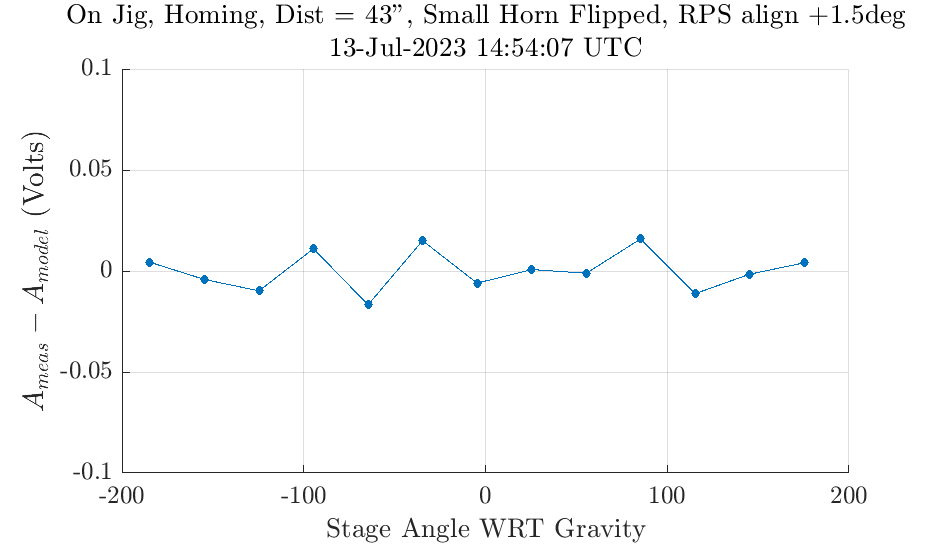 On Jig, Homing, Dist = 43”, Small Horn Flipped, RPS align +1.5deg
13-Jul-2023 14:54:07 UTC
0.1
0.05
0
-0.05
-0.1
A_meas − A_model (Volts)
-200 -100 0 100 200
Stage Angle WRT Gravity